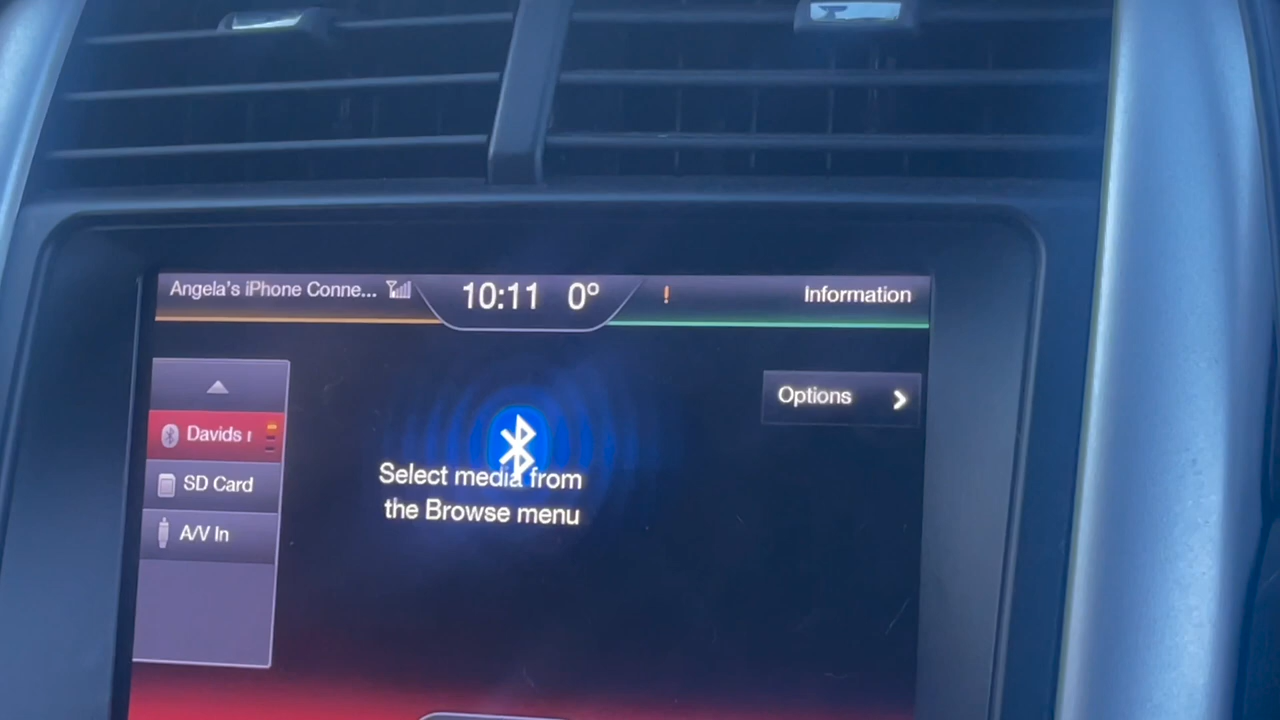 Angela's iPhone Conne...
10:11 0°
!
Information
Options
Davids
SD Card
A/V In
Select media from
the Browse menu